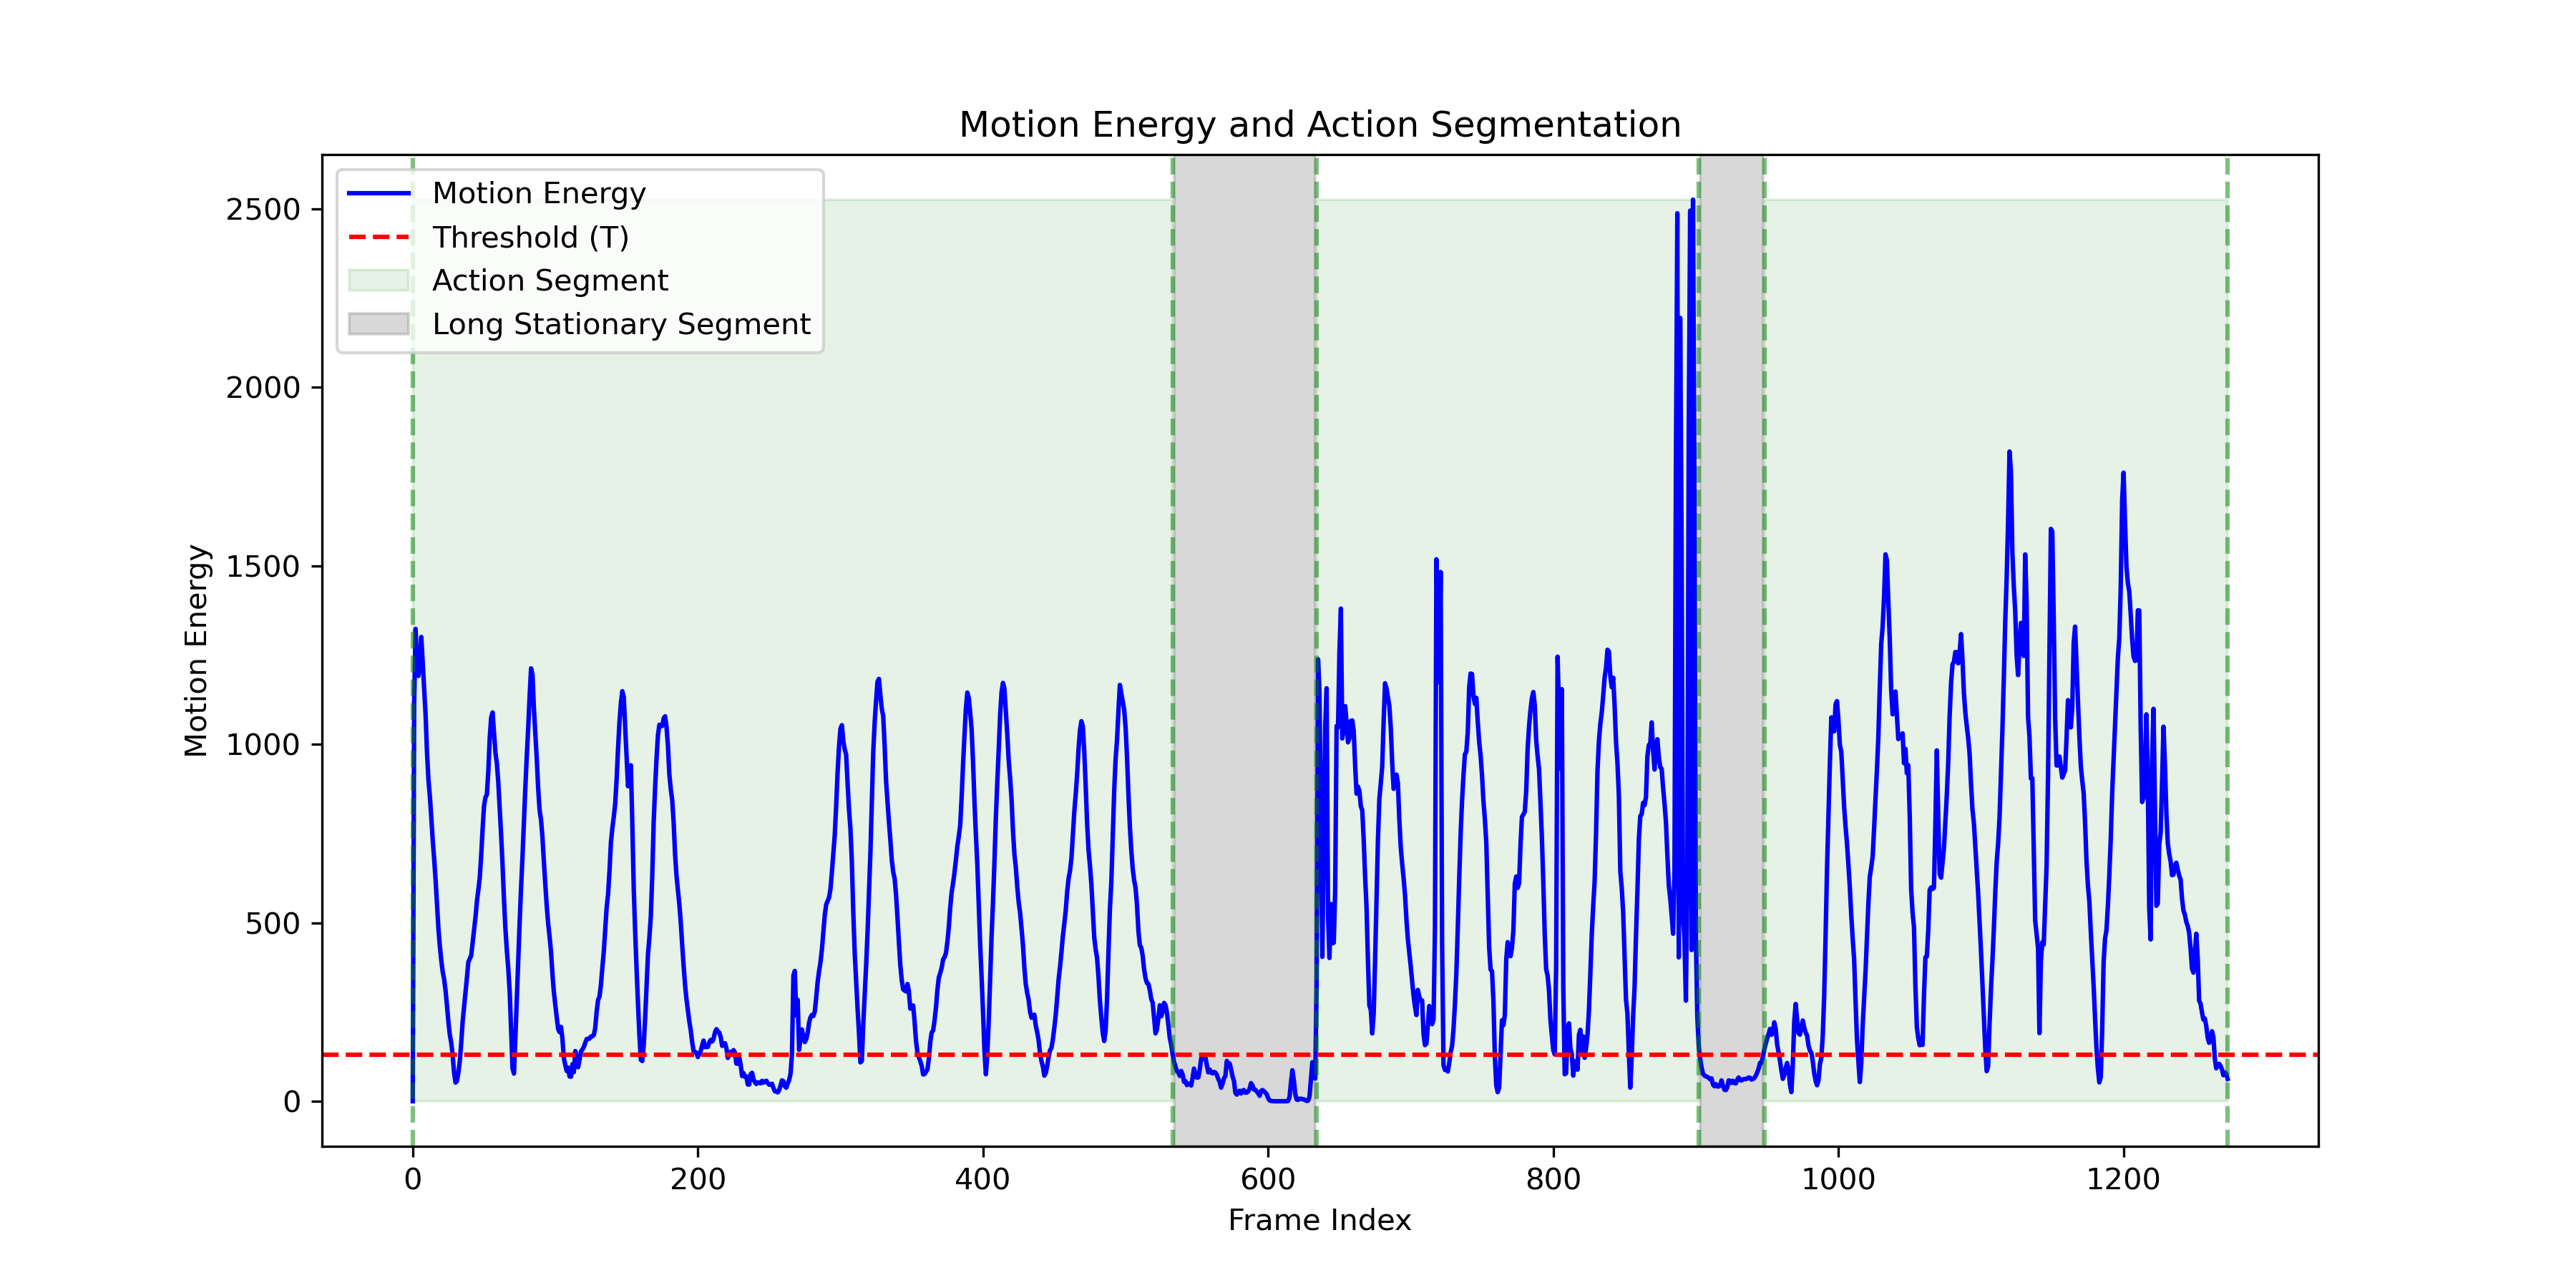 Motion Energy and Action Segmentation
Motion Energy
Threshold (T)
Action Segment
Long Stationary Segment
2500
2000
1500
1000
500
0
Motion Energy
0 200 400 600 800 1000 1200
Frame Index